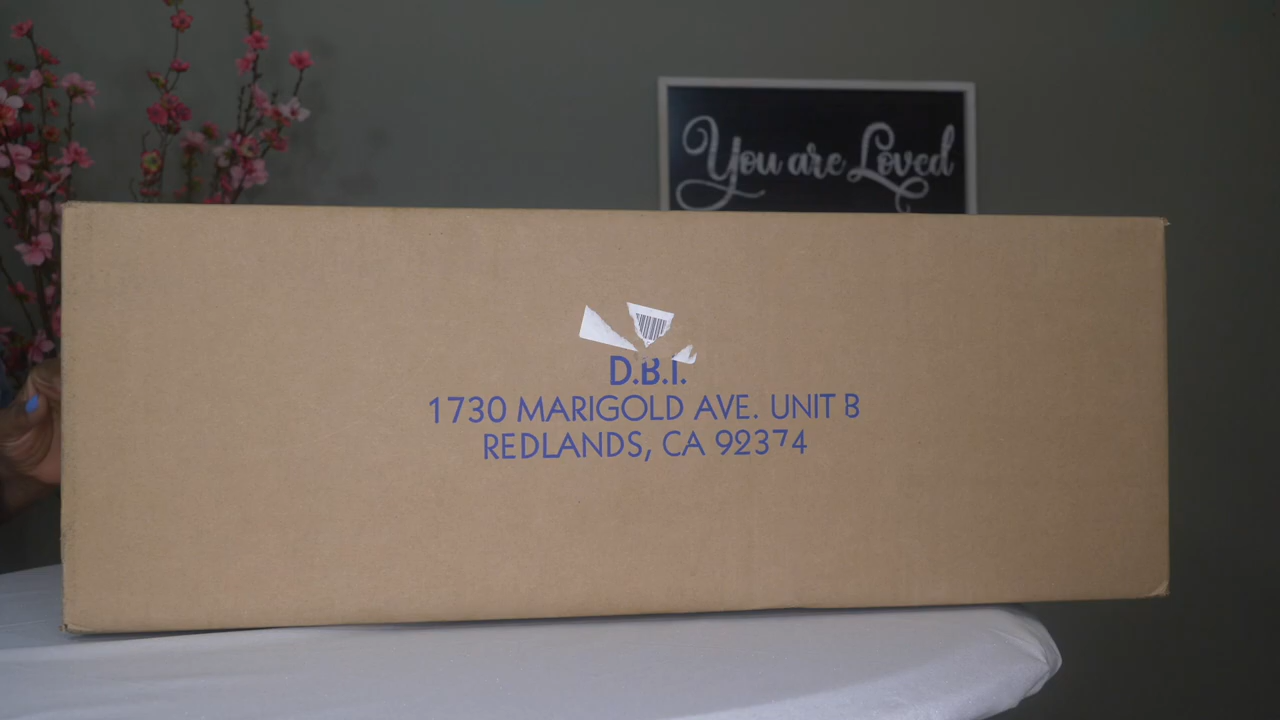 You are Loved
D.B.I.
1730 MARIGOLD AVE. UNIT B
REDLANDS, CA 92374